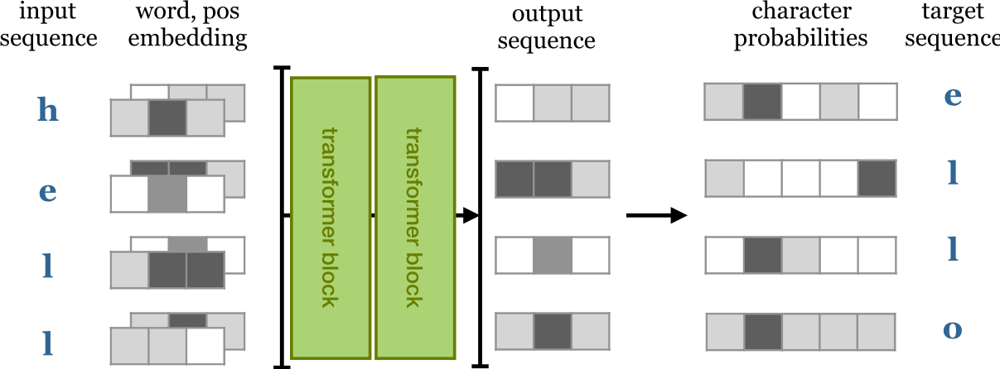 input
sequence
word, pos
embedding
output
sequence
character
probabilities
target
sequence
h
e
l
l
transformer block
transformer block
e
l
l
o